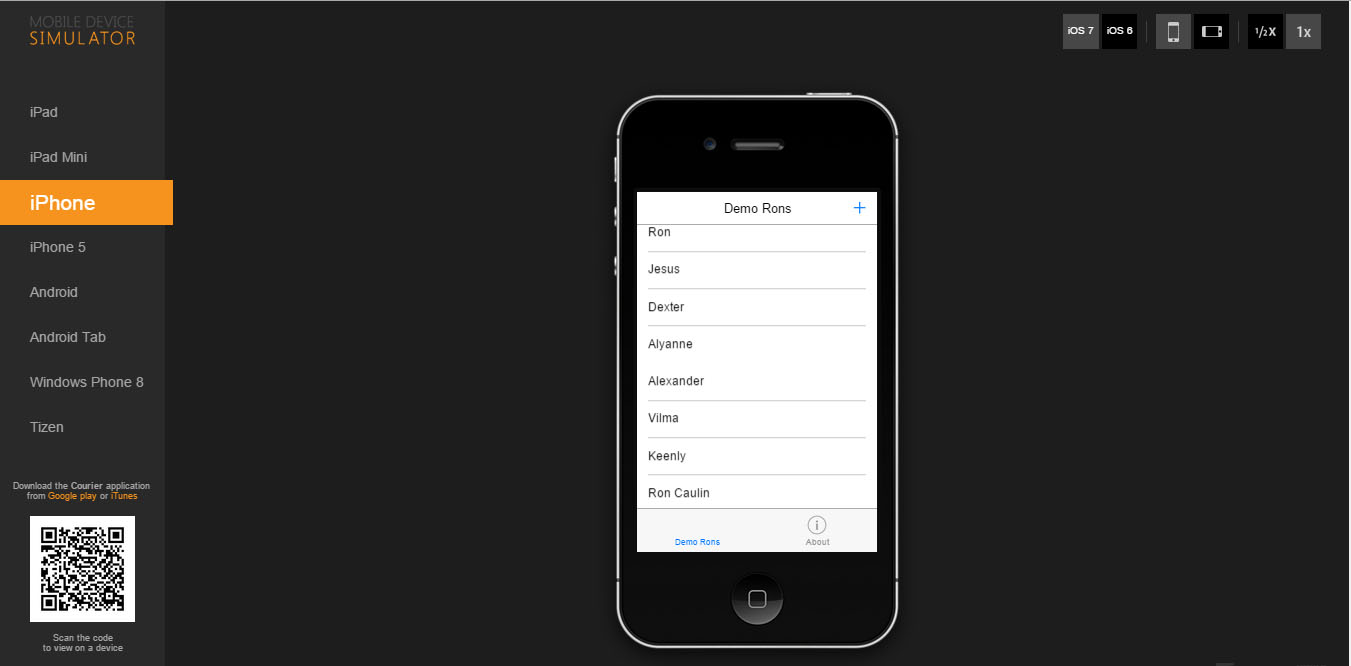 MOBILE DEVICE
SIMULATOR
iOS 7
iOS 6
1/2X
1x
iPad
iPad Mini
iPhone
iPhone 5
Android
Android Tab
Windows Phone 8
Tizen
Download the Courier application
from Google play or iTunes
Scan the code
to view on a device
Demo Rons
+
Ron
Jesus
Dexter
Alyanne
Alexander
Vilma
Keenly
Ron Caulin
Demo Rons
About